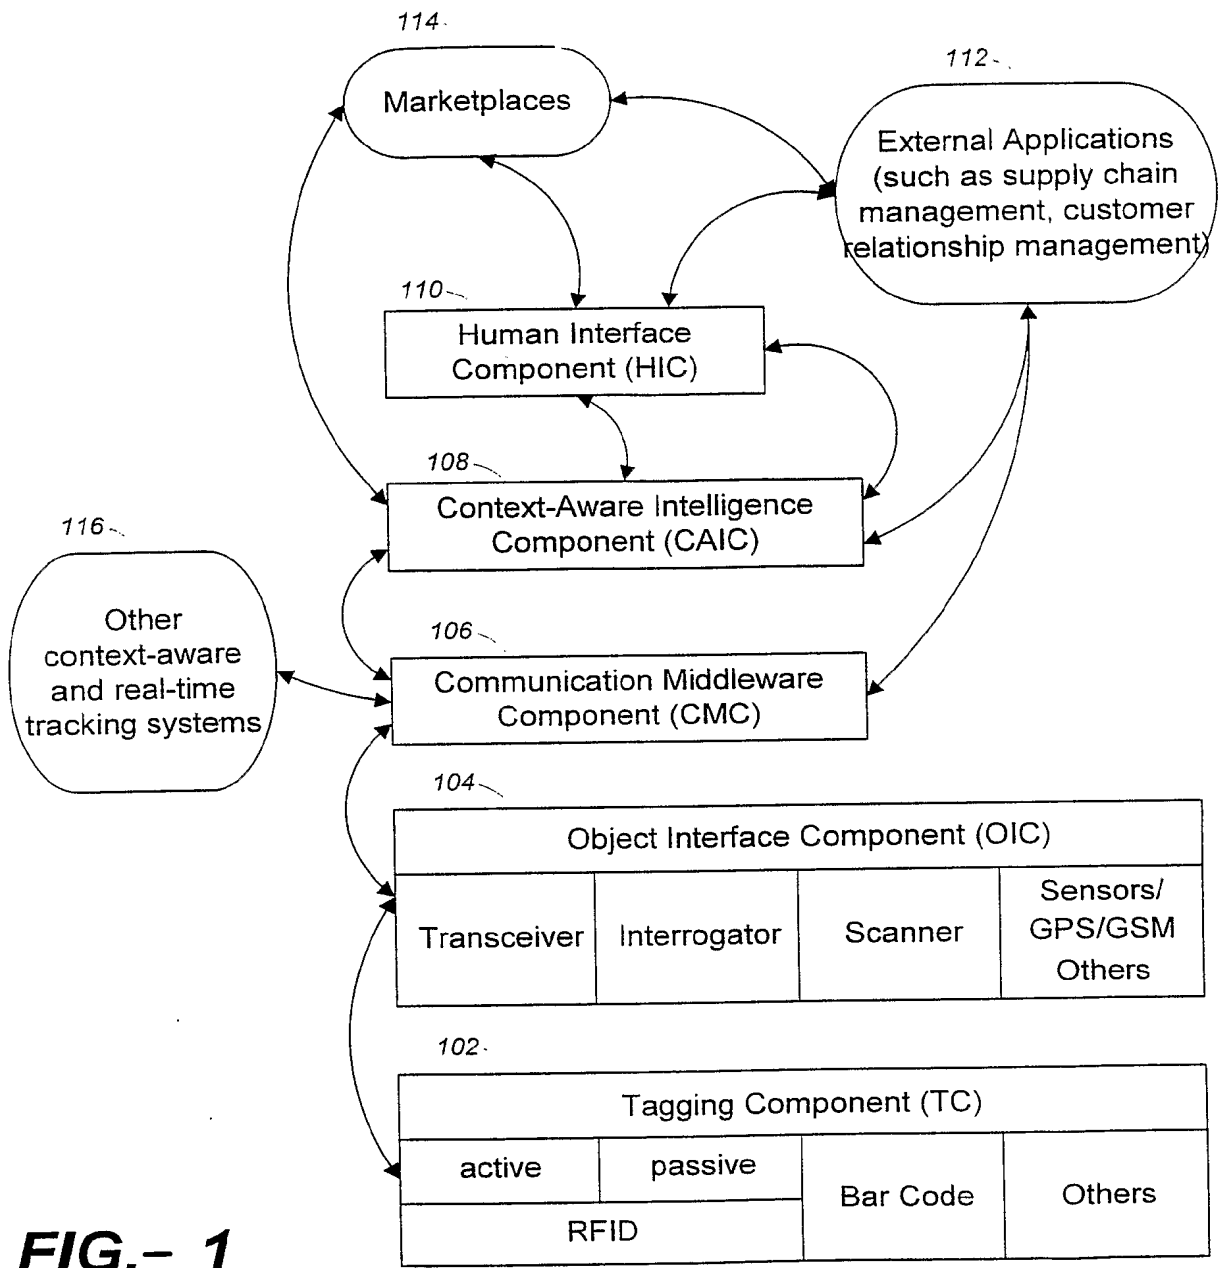 114
Marketplaces
112
External Applications
(such as supply chain
management, customer
relationship management)
110
Human Interface
Component (HIC)
108
Context-Aware Intelligence
Component (CAIC)
116
Other
context-aware
and real-time
tracking systems
106
Communication Middleware
Component (CMC)
104
Object Interface Component (OIC)
Transceiver
Interrogator
Scanner
Sensors/
GPS/GSM
Others
102
Tagging Component (TC)
active
passive
RFID
Bar Code
Others
FIG.- 1